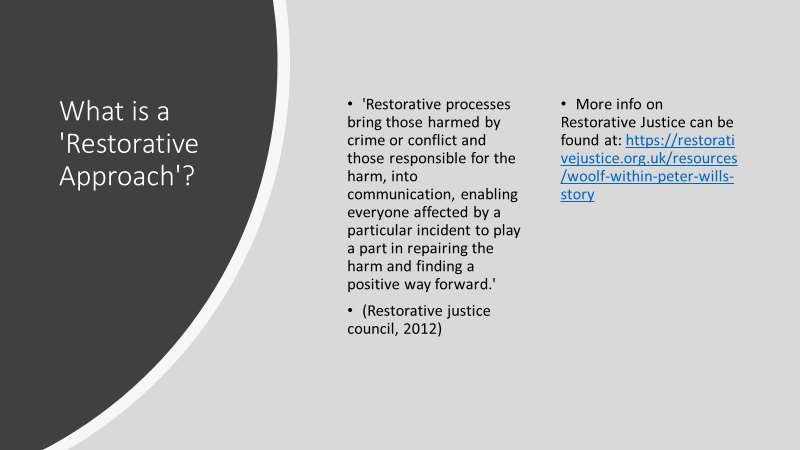 What is a
'Restorative
Approach'?
• 'Restorative processes
bring those harmed by
crime or conflict and
those responsible for the
harm, into
communication, enabling
everyone affected by a
particular incident to play
a part in repairing the
harm and finding a
positive way forward.'
• (Restorative justice
council, 2012)
• More info on
Restorative Justice can be
found at: https://restorati
vejustice.org.uk/resources
/woolf-within-peter-wills-
story